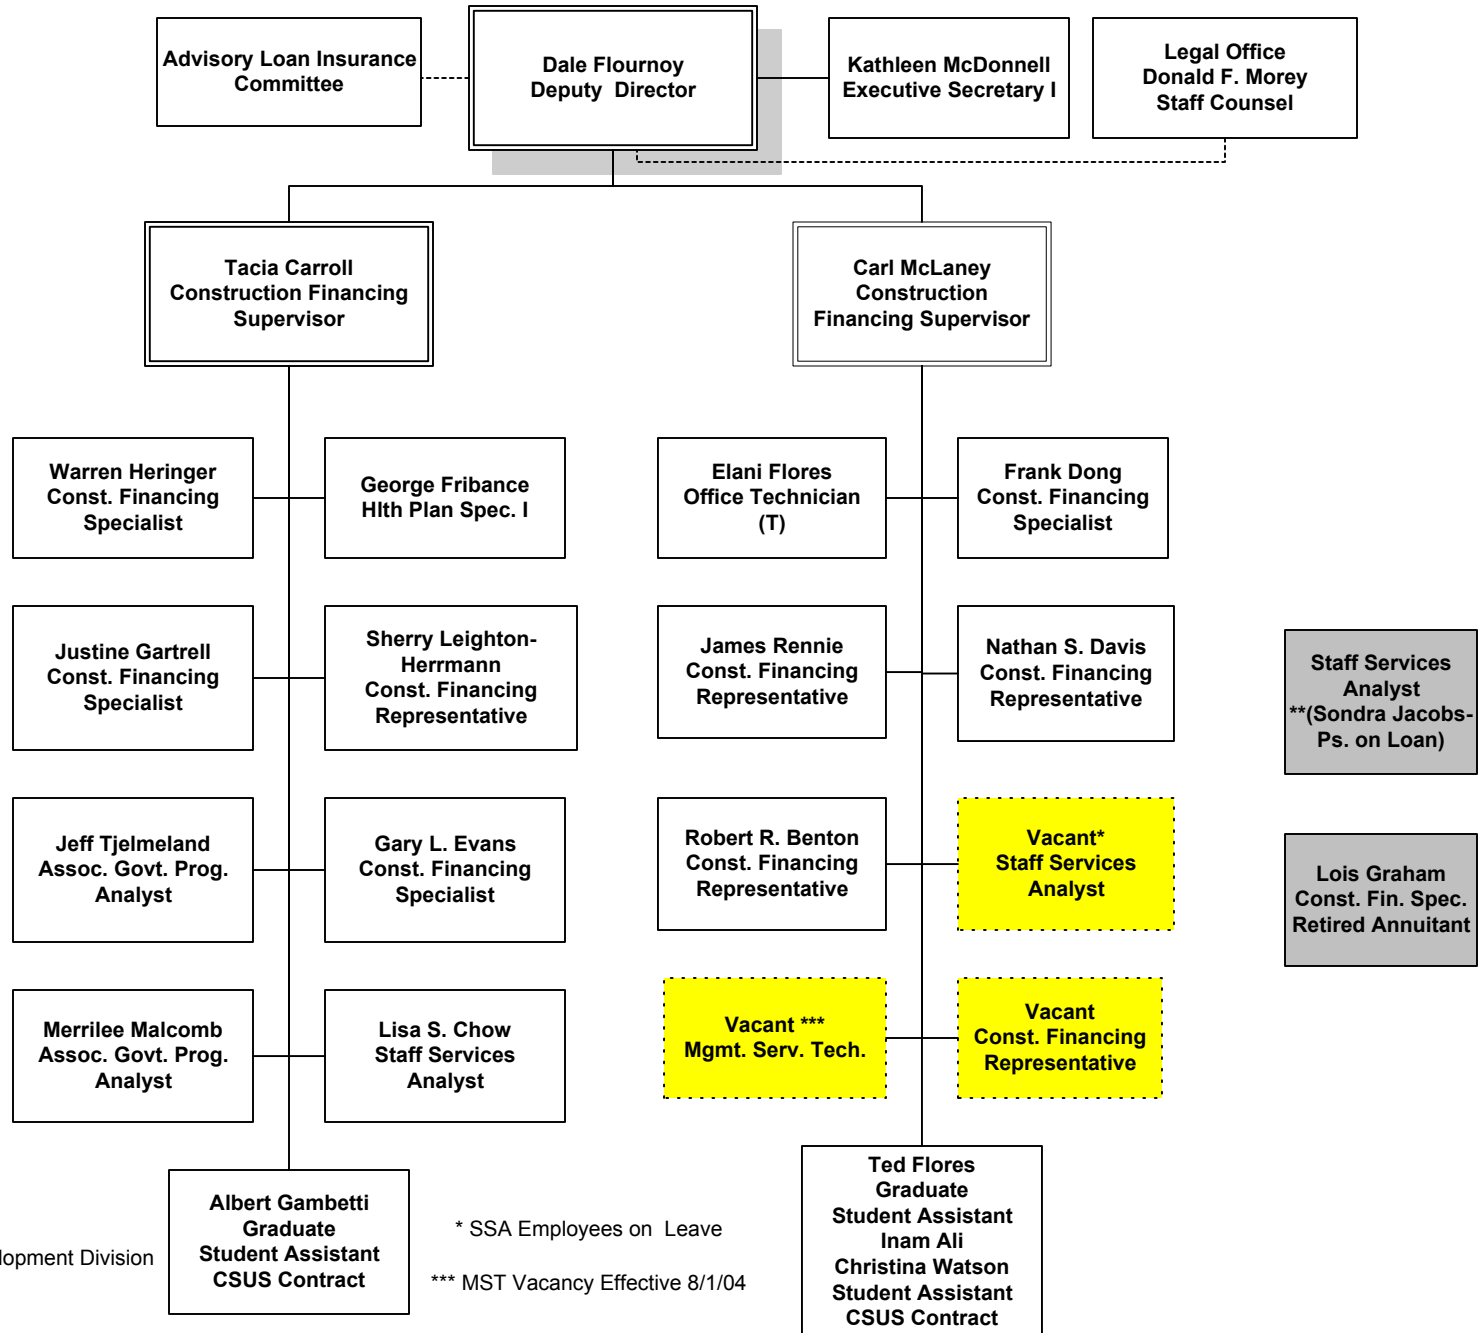 Advisory Loan Insurance
Committee
Dale Flournoy
Deputy Director
Kathleen McDonnell
Executive Secretary I
Legal Office
Donald F. Morey
Staff Counsel
Tacia Carroll
Construction Financing
Supervisor
Carl McLaney
Construction
Financing Supervisor
Warren Heringer
Const. Financing
Specialist
George Fribance
Hlth Plan Spec. I
Elani Flores
Office Technician
(T)
Frank Dong
Const. Financing
Specialist
Justine Gartrell
Const. Financing
Specialist
Sherry Leighton-
Herrmann
Const. Financing
Representative
James Rennie
Const. Financing
Representative
Nathan S. Davis
Const. Financing
Representative
Staff Services
Analyst
**(Sondra Jacobs-
Ps. on Loan)
Jeff Tjelmeland
Assoc. Govt. Prog.
Analyst
Gary L. Evans
Const. Financing
Specialist
Robert R. Benton
Const. Financing
Representative
Vacant*
Staff Services
Analyst
Lois Graham
Const. Fin. Spec.
Retired Annuitant
Merrilee Malcomb
Assoc. Govt. Prog.
Analyst
Lisa S. Chow
Staff Services
Analyst
Vacant ***
Mgmt. Serv. Tech.
Vacant
Const. Financing
Representative
Albert Gambetti
Graduate
Student Assistant
CSUS Contract
Ted Flores
Graduate
Student Assistant
Inam Ali
Christina Watson
Student Assistant
CSUS Contract
* SSA Employees on Leave
lopment Division
*** MST Vacancy Effective 8/1/04